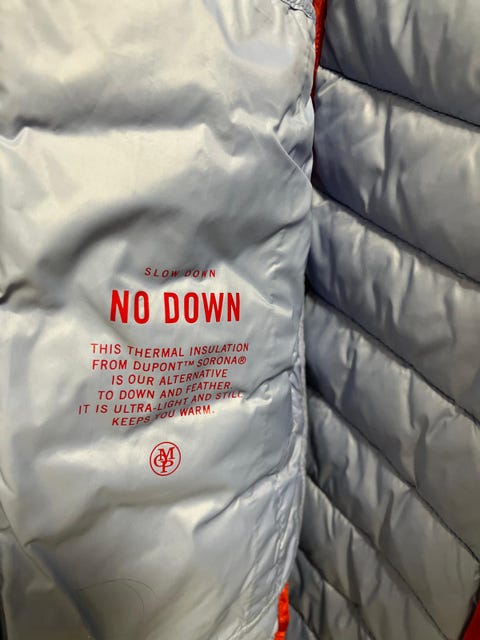 SLOW DOWN
NO DOWN
THIS THERMAL INSULATION
FROM DUPONT™ SORONA®
IS OUR ALTERNATIVE
TO DOWN AND FEATHER.
IT IS ULTRA-LIGHT AND STILL
KEEPS YOU WARM.
MOP